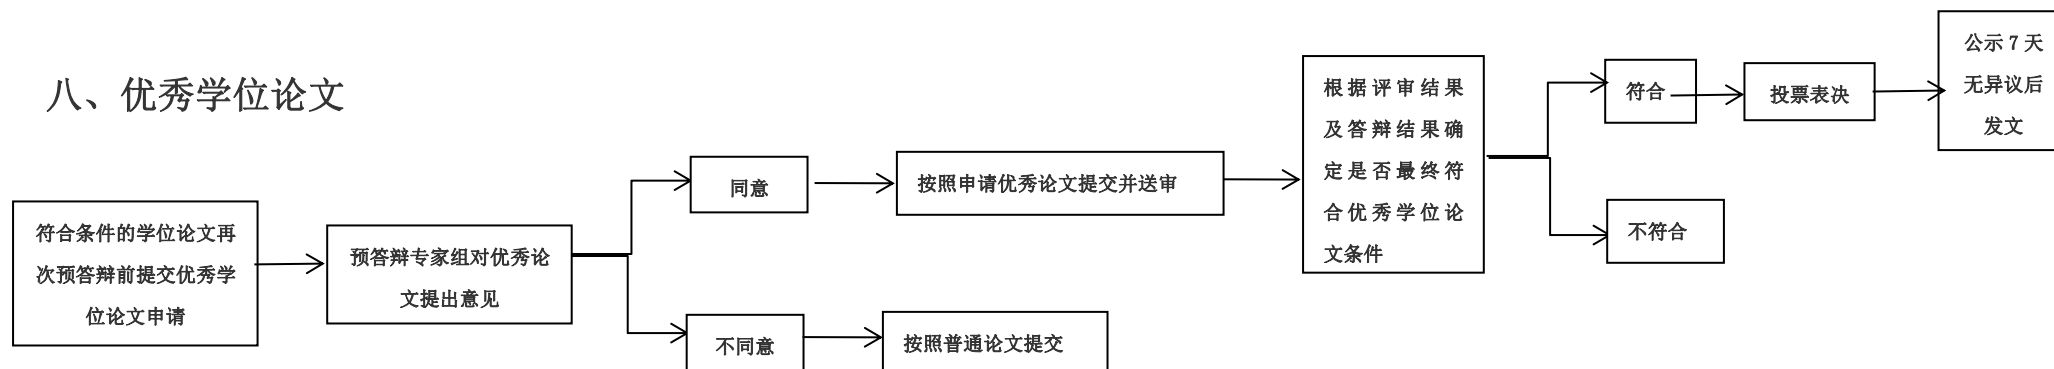 八、优秀学位论文
符合条件的学位论文再
次预答辩前提交优秀学
位论文申请
预答辩专家组对优秀论
文提出意见
同意
按照申请优秀论文提交并送审
不同意
按照普通论文提交
根据评审结果
及答辩结果确
定是否最终符
合优秀学位论
文条件
符合
投票表决
公示 7 天
无异议后
发文
不符合